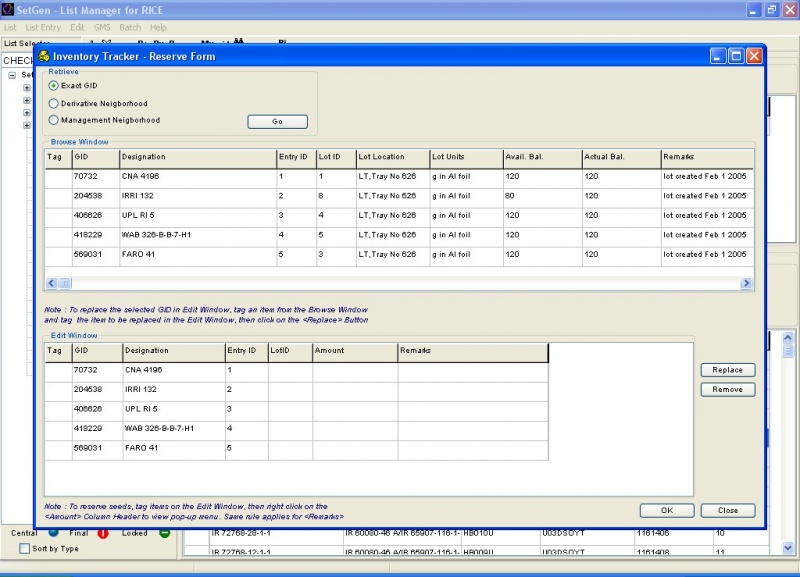 SetGen - List Manager for RICE
List List Entry Edit GMS Batch Help
Inventory Tracker - Reserve Form
Retrieve
Exact GID
Derivative Neigborhood
Management Neigborhood
Go
Browse Window
Tag GID Designation Entry ID Lot ID Lot Location Lot Units Avail. Bal. Actual Bal. Remarks
70732 CNA 4196 1 1 LT,Tray No 626 g in Al foil 120 120 lot created Feb 1 2005
204538 IRRI 132 2 8 LT,Tray No 626 g in Al foil 80 120 lot created Feb 1 2005
406626 UPL RI 5 3 4 LT,Tray No 626 g in Al foil 120 120 lot created Feb 1 2005
418229 WAB 326-B-B-7-H1 4 5 LT,Tray No 626 g in Al foil 120 120 lot created Feb 1 2005
569031 FARO 41 5 3 LT,Tray No 626 g in Al foil 120 120 lot created Feb 1 2005
Note : To replace the selected GID in Edit Window, tag an item from the Browse Window
and tag the item to be replaced in the Edit Window, then click on the <Replace> Button
Edit Window
Tag GID Designation Entry ID LotID Amount Remarks
70732 CNA 4196 1
204538 IRRI 132 2
406626 UPL RI 5 3
418229 WAB 326-B-B-7-H1 4
569031 FARO 41 5
Replace
Remove
Note : To reserve seeds, tag items on the Edit Window, then right click on the
<Amount> Column Header to view pop-up menu. Same rule applies for <Remarks>
OK Close
Central Final Locked
Sort by Type
IR 72768-28-1-1 IR 60080-46 A/IR 65907-116-1- HB010U U03DSOYT 1161406 10
IR 72768-12-1-1 IR 60080-46 A/IR 65907-116-1- HB009U U03DSOYT 1161408 11